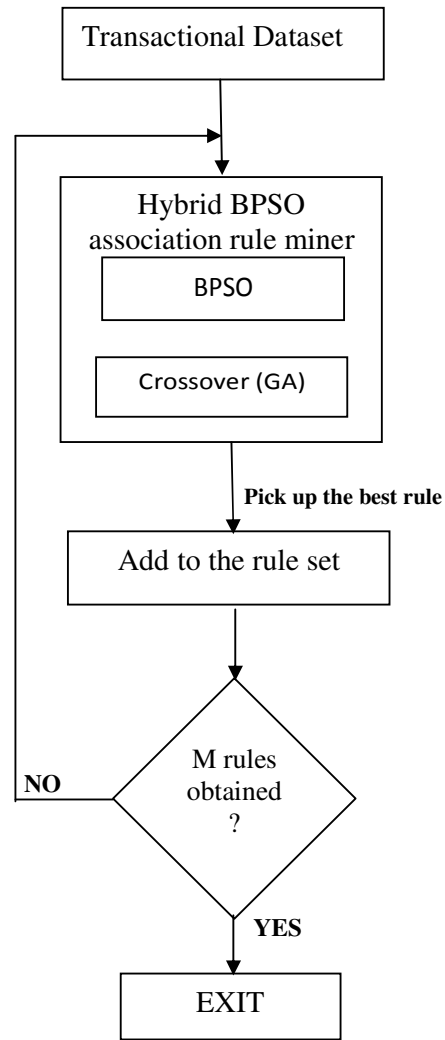 Transactional Dataset
Hybrid BPSO
association rule miner
BPSO
Crossover (GA)
Pick up the best rule
Add to the rule set
M rules
obtained
?
NO
YES
EXIT